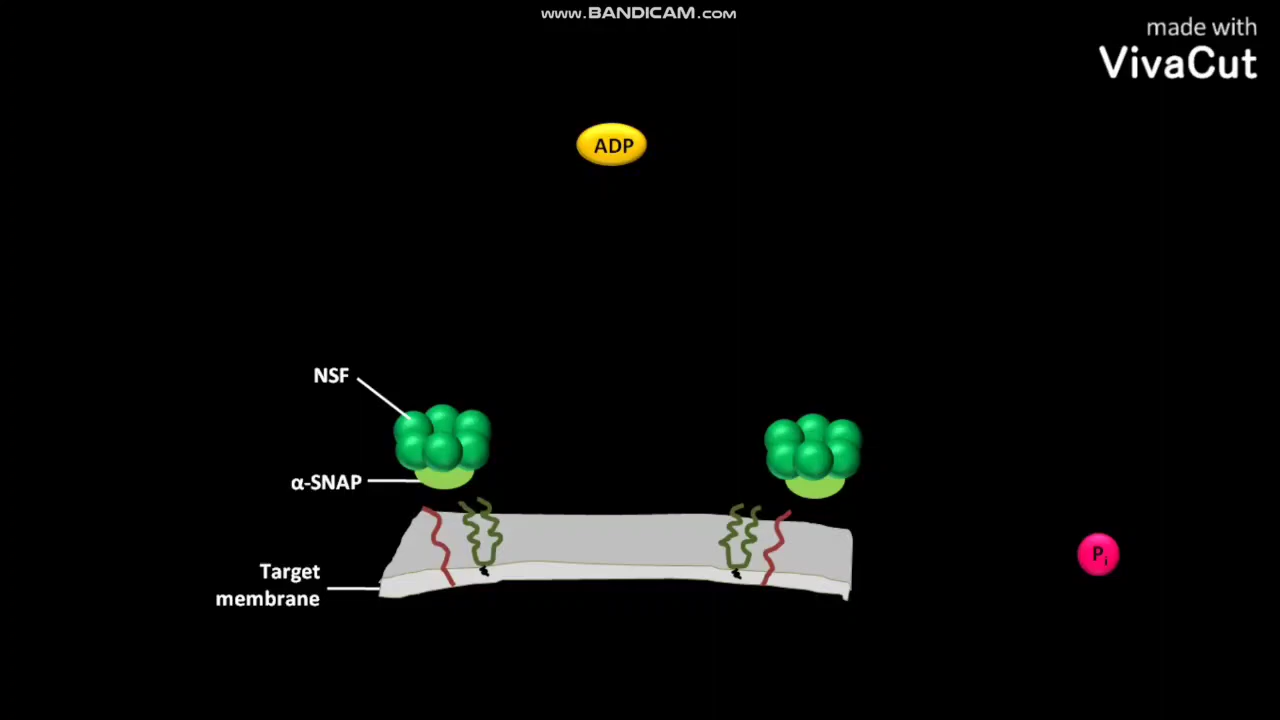 www.BANDICAM.com
made with
VivaCut
ADP
NSF
α-SNAP
Target
membrane
Pi